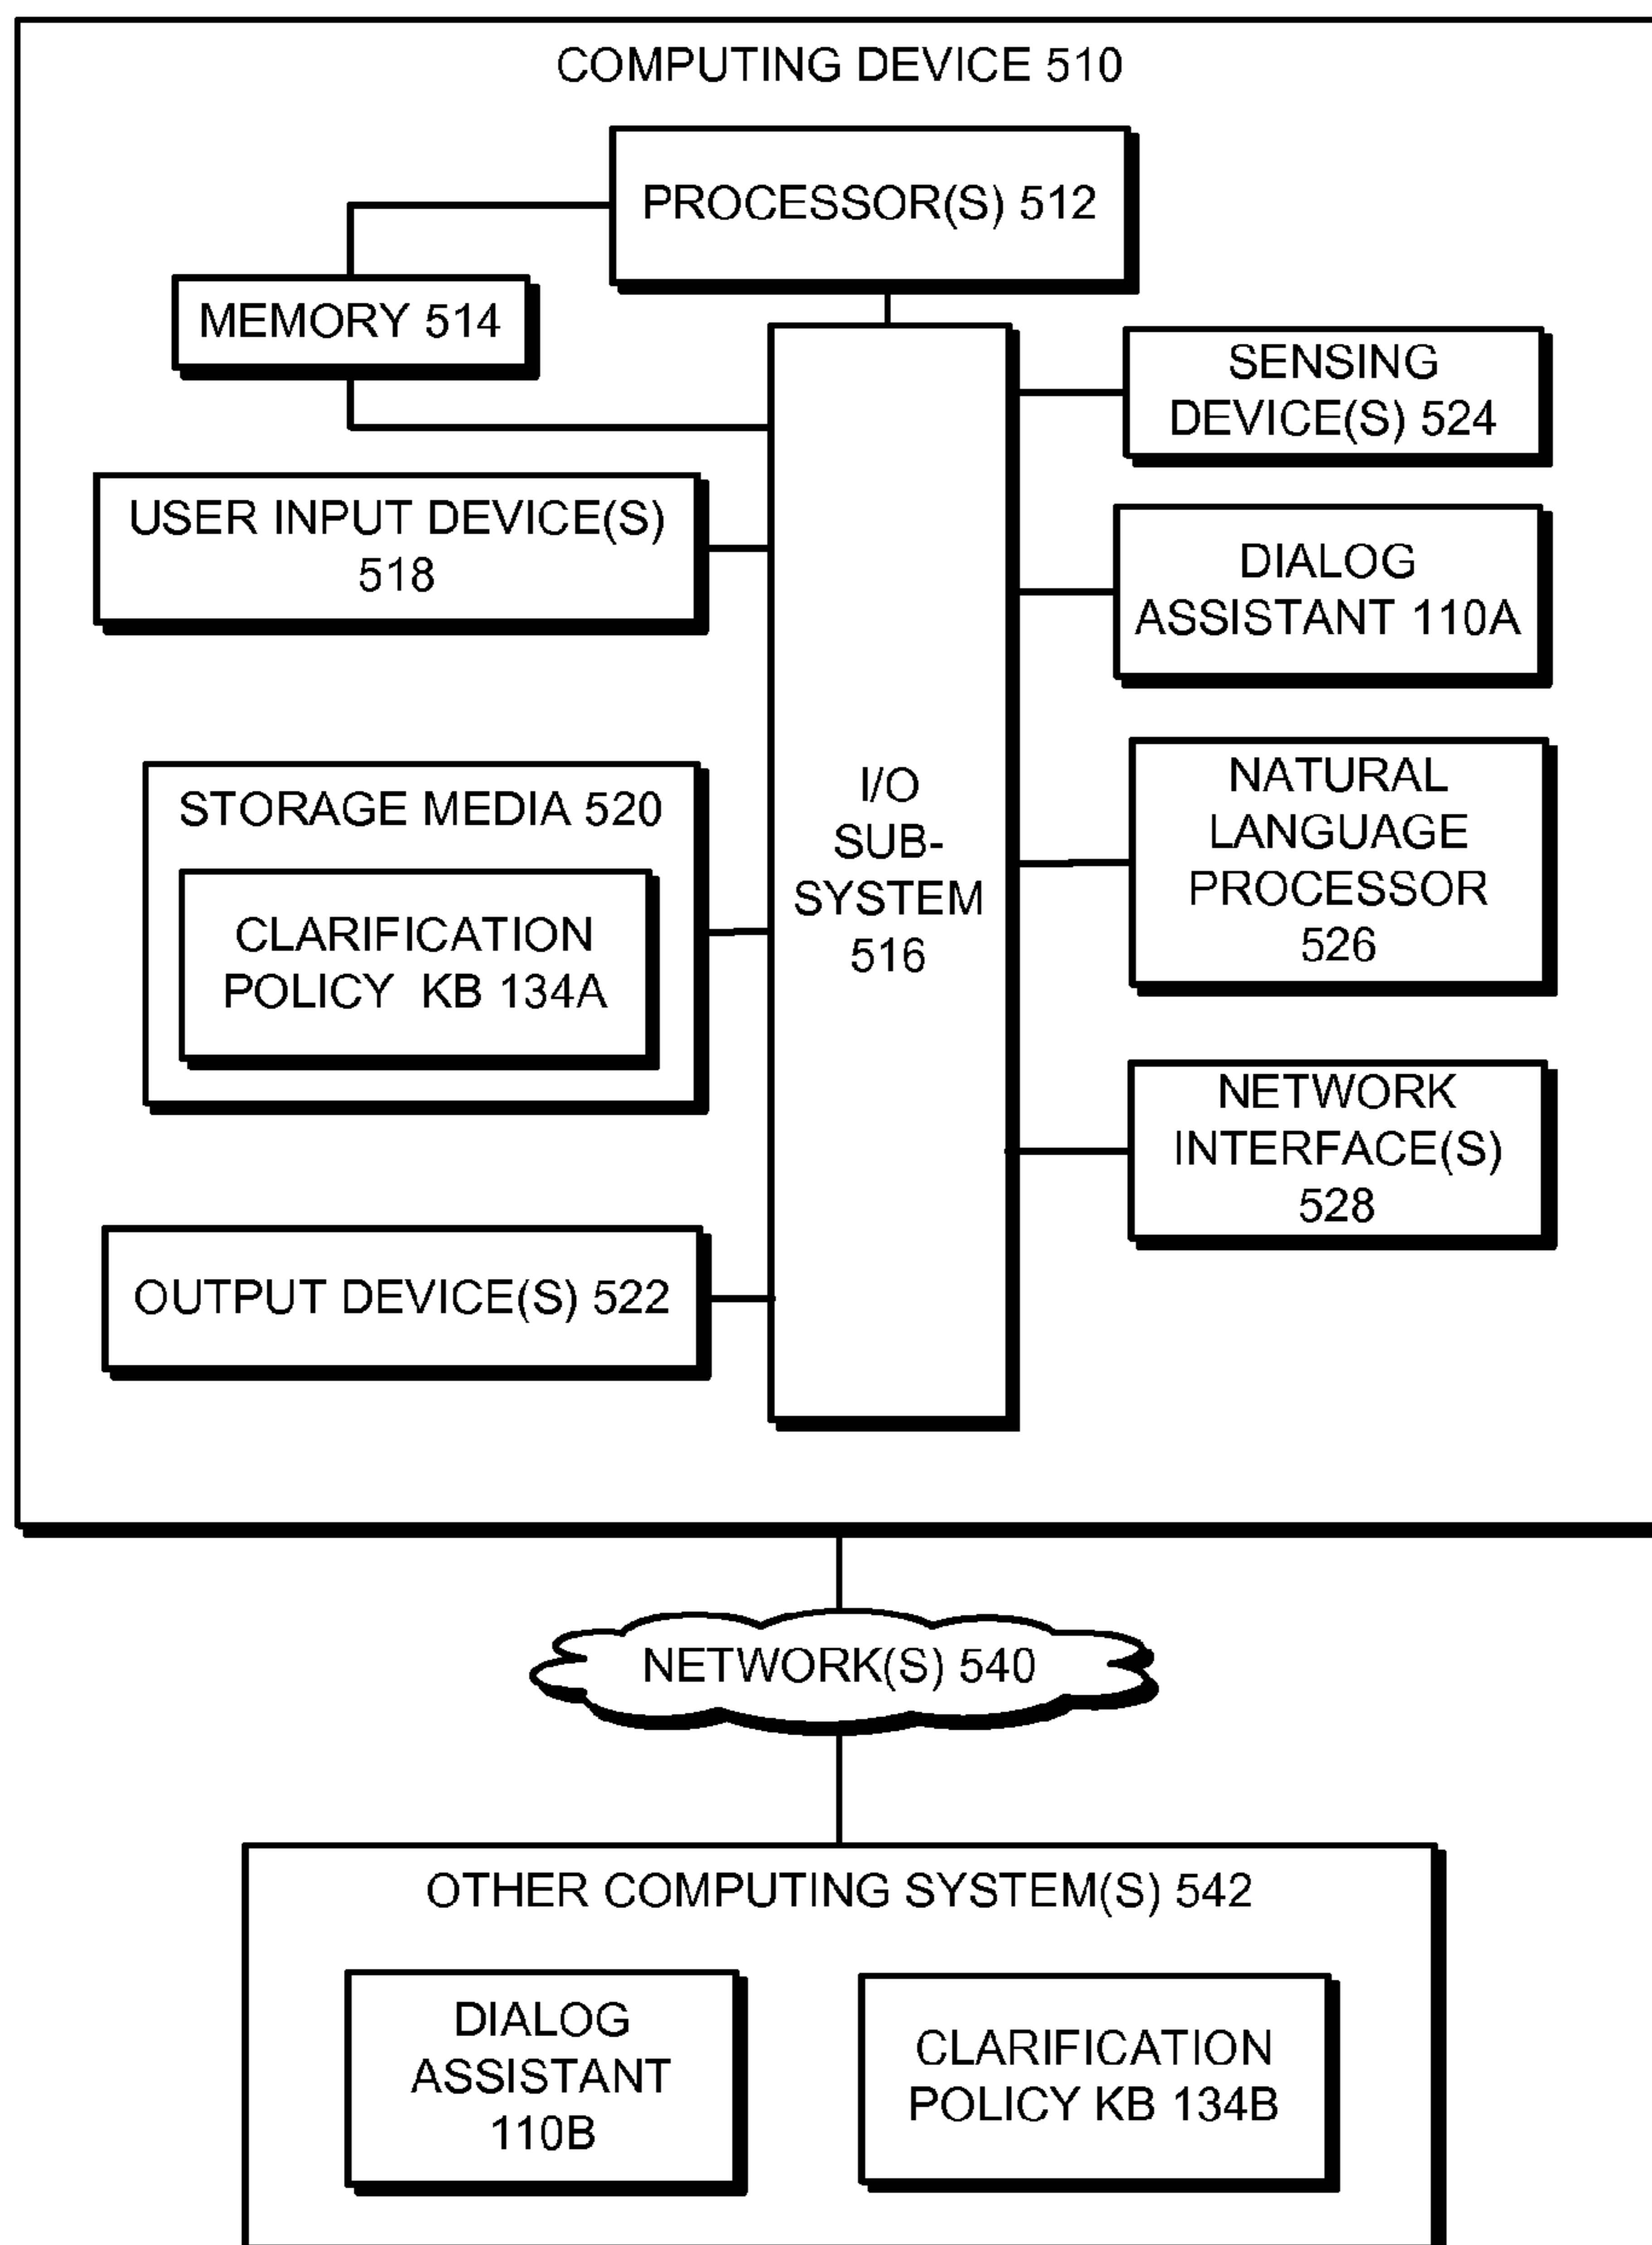 COMPUTING DEVICE 510
PROCESSOR(S) 512
MEMORY 514
SENSING
DEVICE(S) 524
USER INPUT DEVICE(S)
518
DIALOG
ASSISTANT 110A
STORAGE MEDIA 520
CLARIFICATION
POLICY KB 134A
I/O
SUB-
SYSTEM
516
NATURAL
LANGUAGE
PROCESSOR
526
NETWORK
INTERFACE(S)
528
OUTPUT DEVICE(S) 522
NETWORK(S) 540
OTHER COMPUTING SYSTEM(S) 542
DIALOG
ASSISTANT
110B
CLARIFICATION
POLICY KB 134B